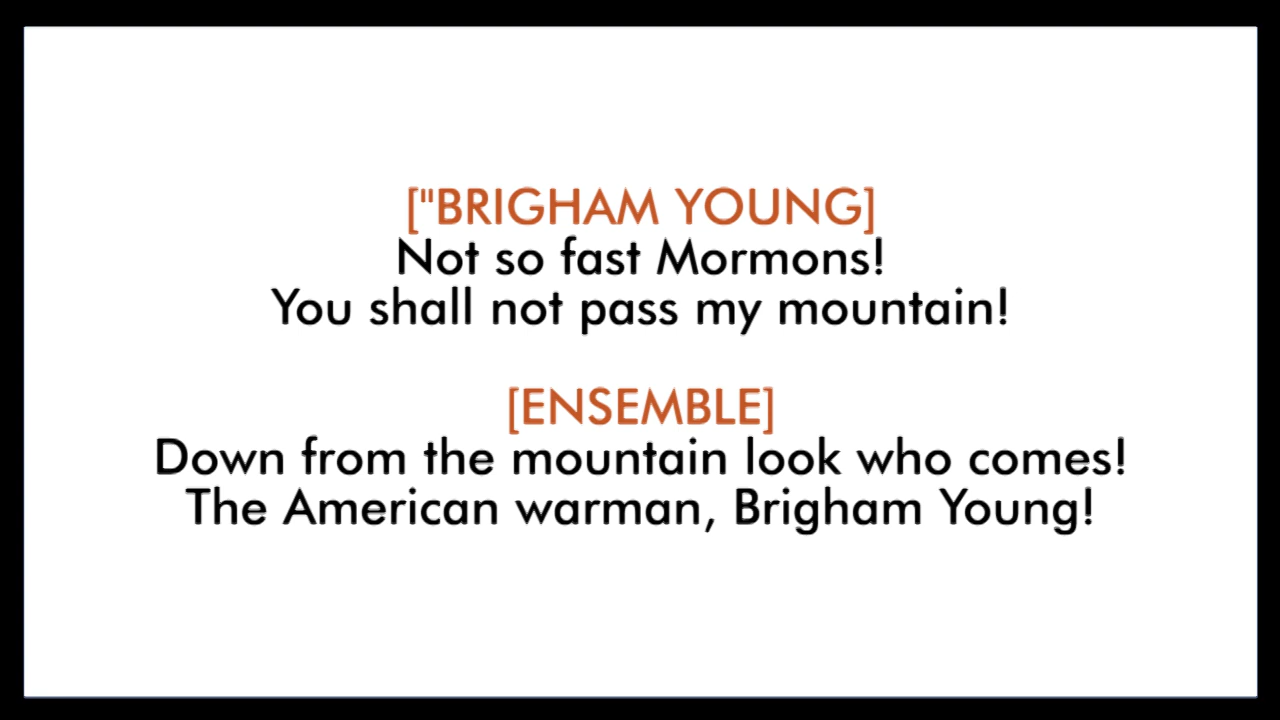 ["BRIGHAM YOUNG]
Not so fast Mormons!
You shall not pass my mountain!
[ENSEMBLE]
Down from the mountain look who comes!
The American warman, Brigham Young!